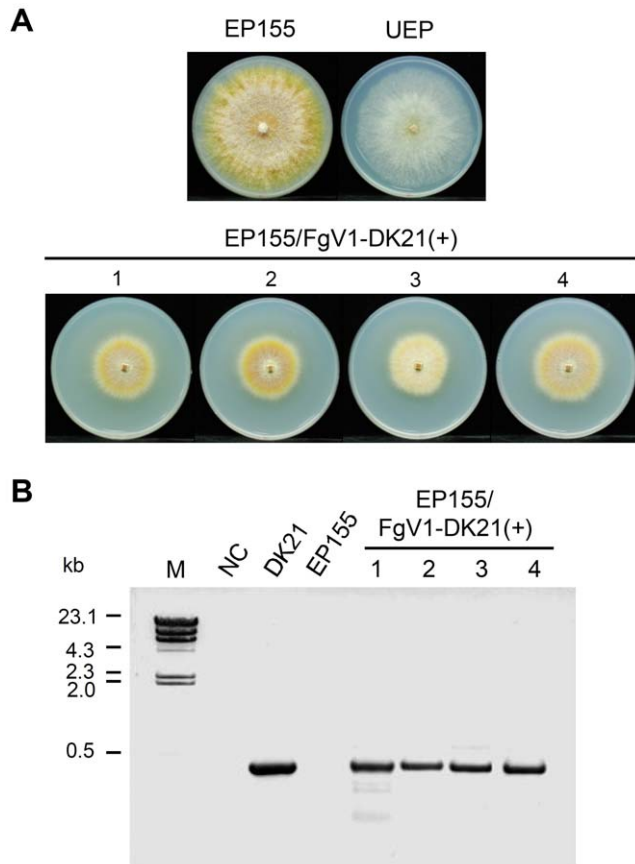 A
EP155 UEP
EP155/FgV1-DK21(+)
1 2 3 4
B
kb M NC DK21 EP155 EP155/
FgV1-DK21(+)
1 2 3 4
23.1
4.3
2.3
2.0
0.5